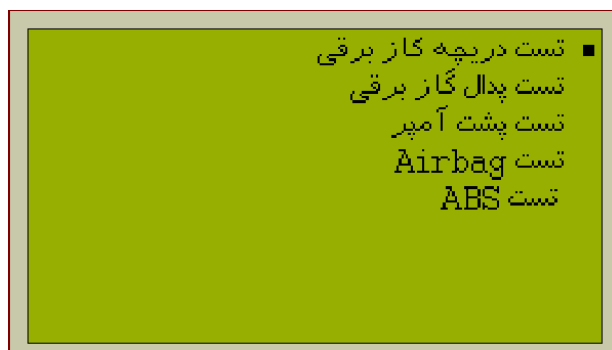 ■ تست دریچه گاز برقی
تست پدال گاز برقی
تست پشت آمپر
تست Airbag
تست ABS